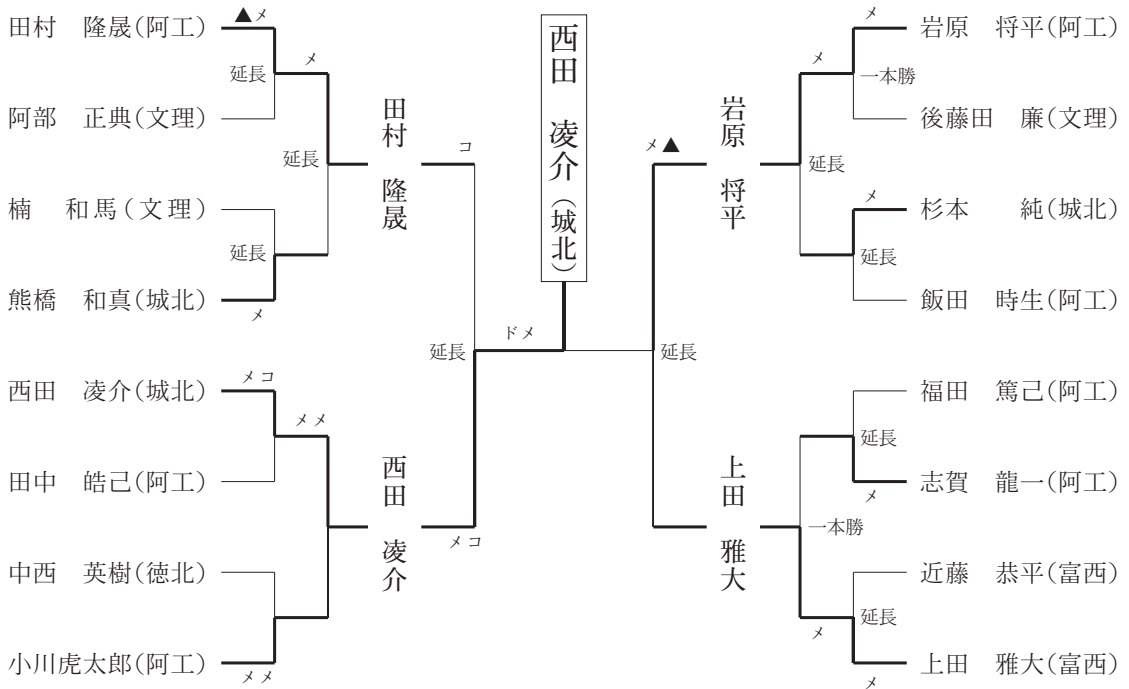 ▲メ
田村　隆晟(阿工)
延長
メ
阿部　正典(文理)
延長
楠　和馬(文理)
延長
熊橋　和真(城北)
メ
田村　隆晟
コ
延長
西田　凌介(城北)
メコ
メメ
田中　皓己(阿工)
中西　英樹(徳北)
小川虎太郎(阿工)
メメ
西田　凌介
メコ
ドメ
西田　凌介(城北)
メ▲
延長
岩原　将平
メ
岩原　将平(阿工)
メ
一本勝
後藤田　廉(文理)
延長
メ
杉本　純(城北)
延長
飯田　時生(阿工)
上田　雅大
福田　篤己(阿工)
延長
志賀　龍一(阿工)
メ
一本勝
近藤　恭平(富西)
延長
メ
上田　雅大(富西)
メ